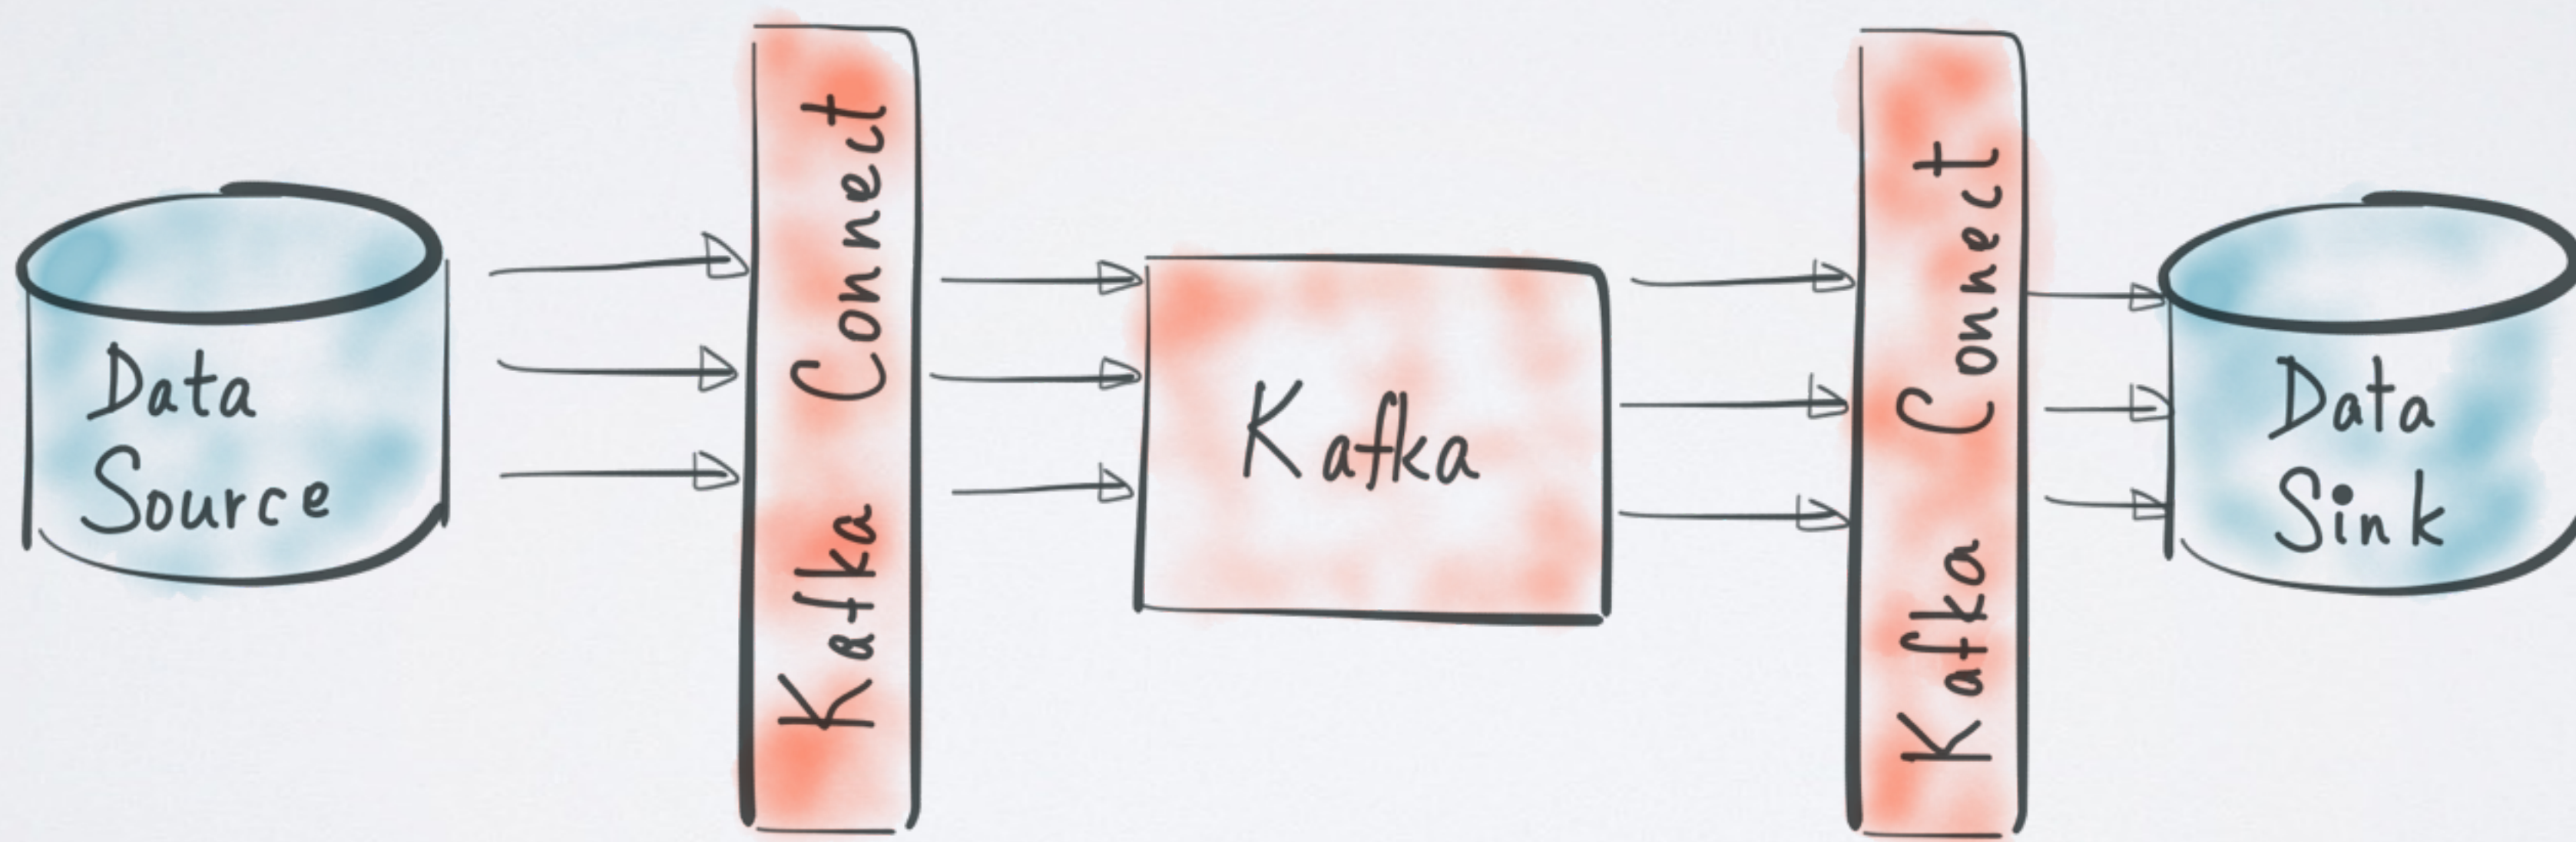 Data
Source
Kafka Connect
Kafka
Kafka Connect
Data
Sink